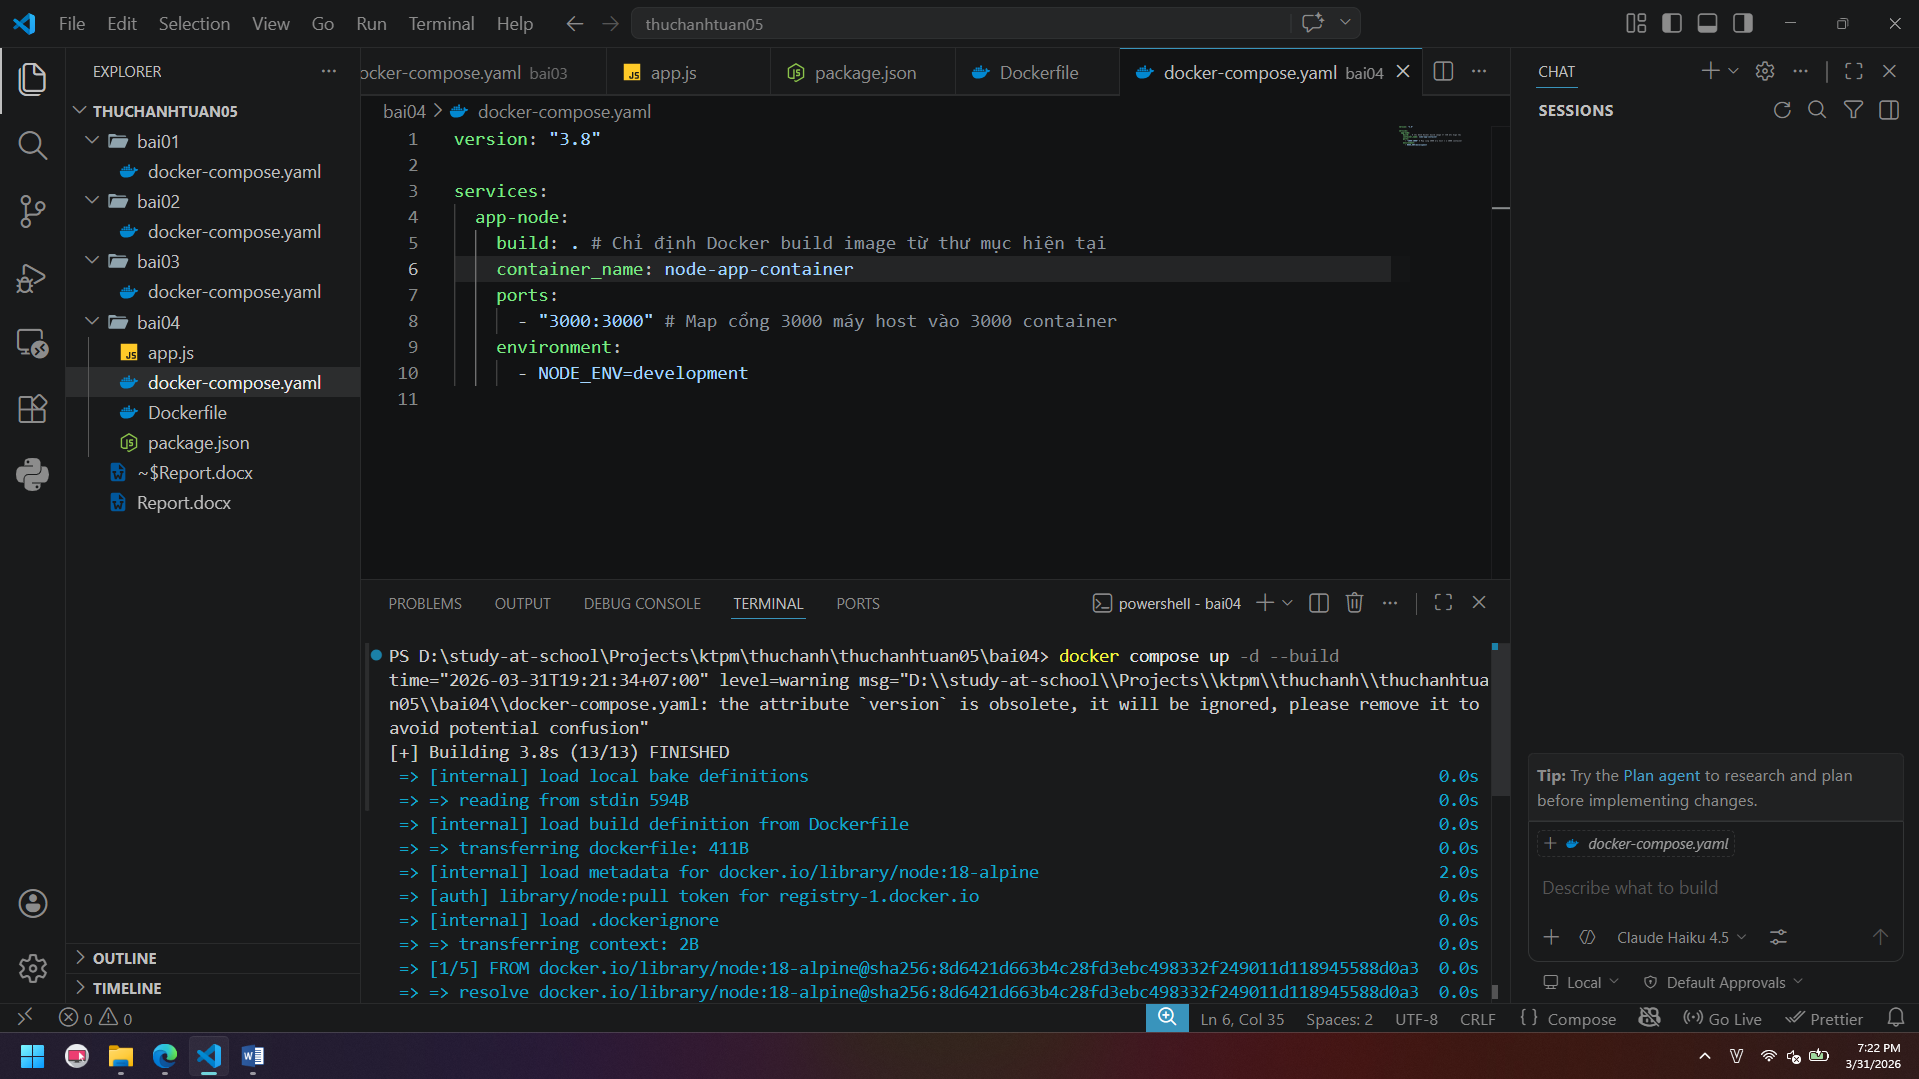 File Edit Selection View Go Run Terminal Help
thuchanhtuan05
EXPLORER
THUCHANHTUAN05
bai01
docker-compose.yaml
bai02
docker-compose.yaml
bai03
docker-compose.yaml
bai04
app.js
docker-compose.yaml
Dockerfile
package.json
~$Report.docx
Report.docx
OUTLINE
TIMELINE
ocker-compose.yaml bai03
app.js
package.json
Dockerfile
docker-compose.yaml bai04
bai04 > docker-compose.yaml
1 version: "3.8"
2
3 services:
4 app-node:
5 build: . # Chỉ định Docker build image từ thư mục hiện tại
6 container_name: node-app-container
7 ports:
8 - "3000:3000" # Map cổng 3000 máy host vào 3000 container
9 environment:
10 - NODE_ENV=development
11
PROBLEMS OUTPUT DEBUG CONSOLE TERMINAL PORTS
powershell - bai04
PS D:\study-at-school\Projects\ktpm\thuchanh\thuchanhtuan05\bai04> docker compose up -d --build
time="2026-03-31T19:21:34+07:00" level=warning msg="D:\\study-at-school\\Projects\\ktpm\\thuchanh\\thuchanhtua
n05\\bai04\\docker-compose.yaml: the attribute `version` is obsolete, it will be ignored, please remove it to
avoid potential confusion"
[+] Building 3.8s (13/13) FINISHED
=> [internal] load local bake definitions 0.0s
=> => reading from stdin 594B 0.0s
=> [internal] load build definition from Dockerfile 0.0s
=> => transferring dockerfile: 411B 0.0s
=> [internal] load metadata for docker.io/library/node:18-alpine 2.0s
=> [auth] library/node:pull token for registry-1.docker.io 0.0s
=> [internal] load .dockerignore 0.0s
=> => transferring context: 2B 0.0s
=> [1/5] FROM docker.io/library/node:18-alpine@sha256:8d6421d663b4c28fd3ebc498332f249011d118945588d0a3 0.0s
=> => resolve docker.io/library/node:18-alpine@sha256:8d6421d663b4c28fd3ebc498332f249011d118945588d0a3 0.0s
CHAT
SESSIONS
Tip: Try the Plan agent to research and plan
before implementing changes.
docker-compose.yaml
Describe what to build
Claude Haiku 4.5
Local Default Approvals
0 0
Ln 6, Col 35 Spaces: 2 UTF-8 CRLF { } Compose Go Live Prettier
7:22 PM
3/31/2026